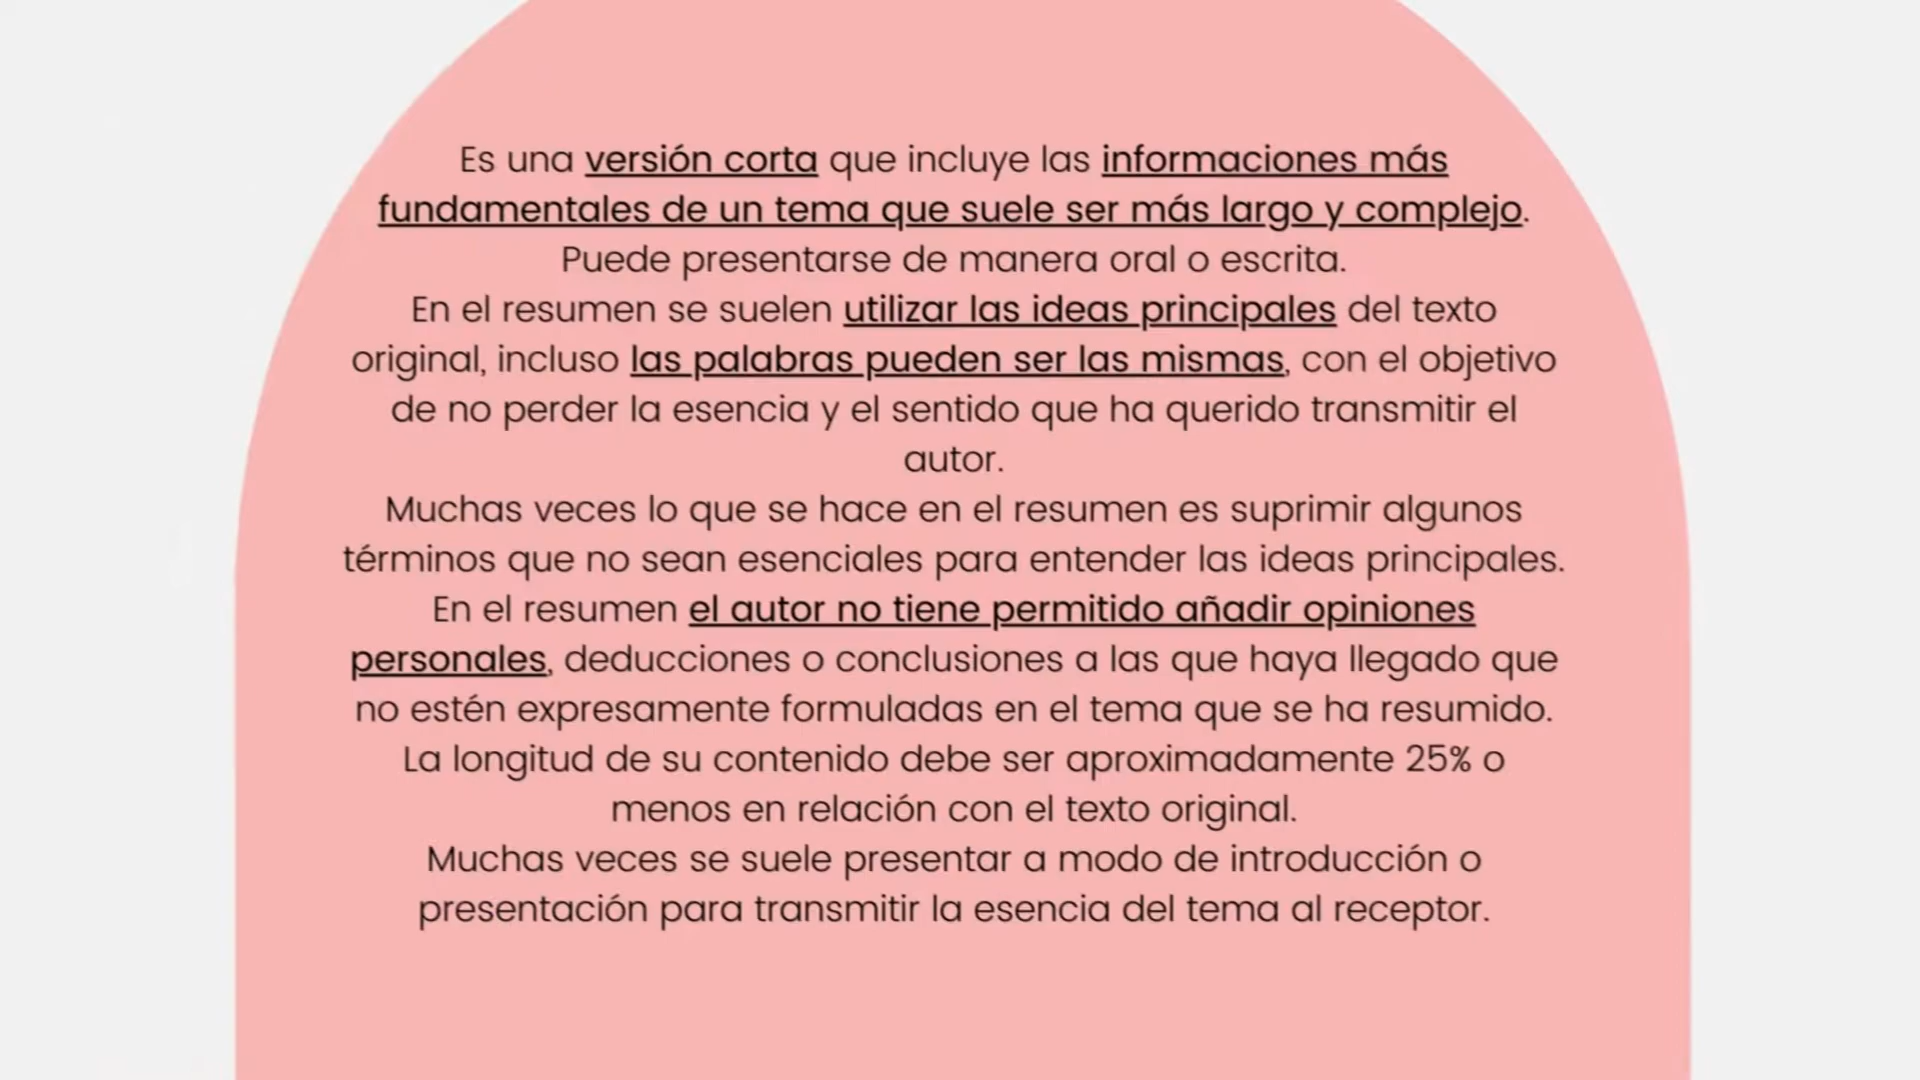 Es una versión corta que incluye las informaciones más
fundamentales de un tema que suele ser más largo y complejo.
Puede presentarse de manera oral o escrita.
En el resumen se suelen utilizar las ideas principales del texto
original, incluso las palabras pueden ser las mismas, con el objetivo
de no perder la esencia y el sentido que ha querido transmitir el
autor.
Muchas veces lo que se hace en el resumen es suprimir algunos
términos que no sean esenciales para entender las ideas principales.
En el resumen el autor no tiene permitido añadir opiniones
personales, deducciones o conclusiones a las que haya llegado que
no estén expresamente formuladas en el tema que se ha resumido.
La longitud de su contenido debe ser aproximadamente 25% o
menos en relación con el texto original.
Muchas veces se suele presentar a modo de introducción o
presentación para transmitir la esencia del tema al receptor.